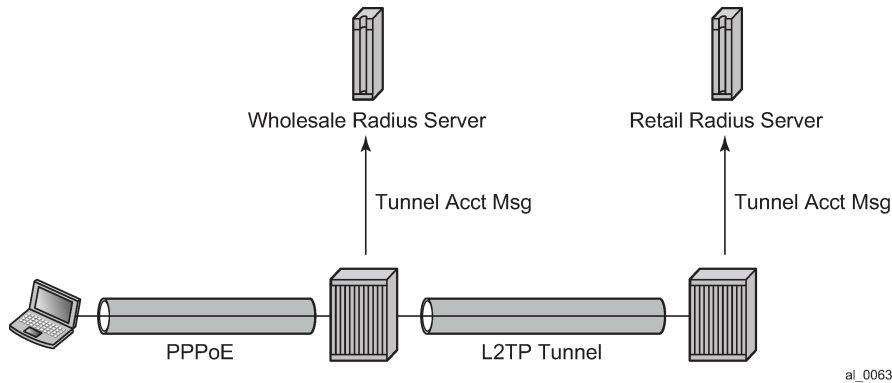 Wholesale Radius Server
Retail Radius Server
Tunnel Acct Msg
Tunnel Acct Msg
PPPoE
L2TP Tunnel
al_0063